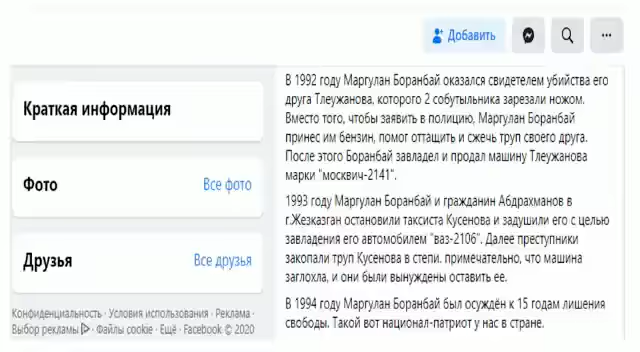 Добавить
Краткая информация
Фото
Все фото
Друзья
Все друзья
Конфиденциальность · Условия использования · Реклама ·
Выбор рекламы · Файлы cookie · Ещё · Facebook © 2020
В 1992 году Маргулан Боранбай оказался свидетелем убийства его
друга Тлеужанова, которого 2 собутыльника зарезали ножом.
Вместо того, чтобы заявить в полицию, Маргулан Боранбай
принес им бензин, помог оттащить и сжечь труп своего друга.
После этого Боранбай завладел и продал машину Тлеужанова
марки "москвич-2141".
1993 году Маргулан Боранбай и гражданин Абдрахманов в
г.Жезказган остановили таксиста Кусенова и задушили его с целью
завладения его автомобилем "ваз-2106". Далее преступники
закопали труп Кусенова в степи. примечательно, что машина
заглохла, и они были вынуждены оставить ее.
В 1994 году Маргулан Боранбай был осуждён к 15 годам лишения
свободы. Такой вот национал-патриот у нас в стране.